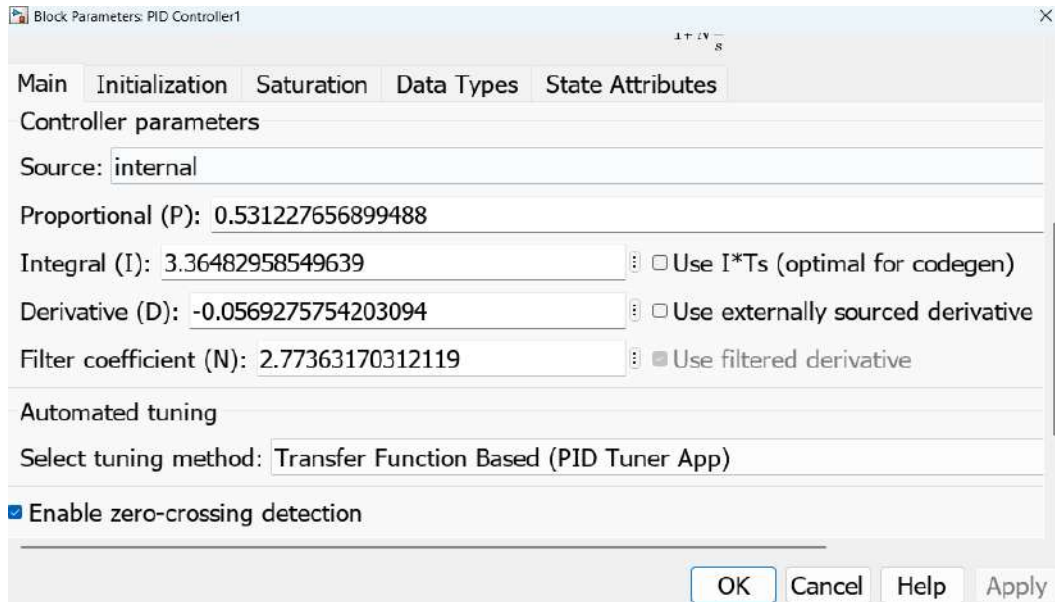 Block Parameters: PID Controller1
1+N
s
Main Initialization Saturation Data Types State Attributes
Controller parameters
Source: internal
Proportional (P): 0.531227656899488
Integral (I): 3.36482958549639 Use I*Ts (optimal for codegen)
Derivative (D): -0.0569275754203094 Use externally sourced derivative
Filter coefficient (N): 2.77363170312119 Use filtered derivative
Automated tuning
Select tuning method: Transfer Function Based (PID Tuner App)
Enable zero-crossing detection
OK Cancel Help Apply